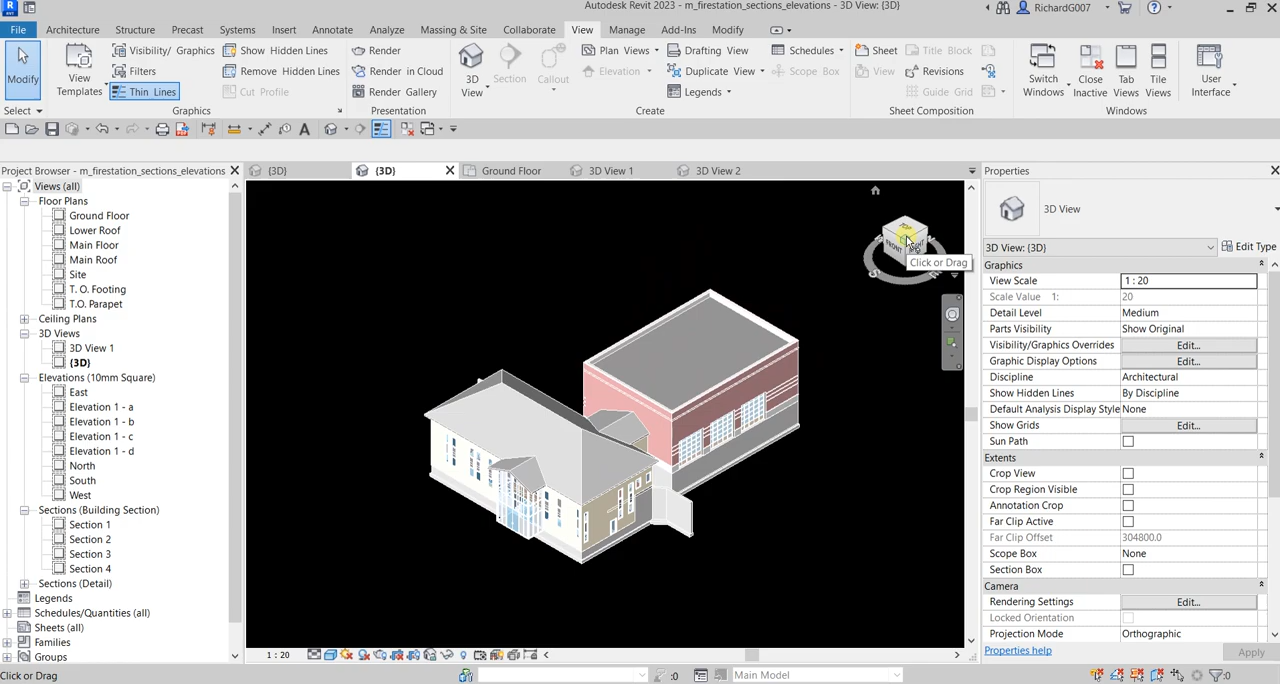 Autodesk Revit 2023 - m_firestation_sections_elevations - 3D View: {3D}
RichardG007
File Architecture Structure Precast Systems Insert Annotate Analyze Massing & Site Collaborate View Manage Add-Ins Modify
Modify
View Templates
Visibility/ Graphics
Filters
Thin Lines
Show Hidden Lines
Remove Hidden Lines
Cut Profile
Render
Render in Cloud
Render Gallery
3D View
Section
Callout
Plan Views
Elevation
Drafting View
Duplicate View
Legends
Schedules
Scope Box
Sheet
View
Title Block
Revisions
Guide Grid
Switch Windows
Close Inactive
Tab Views
Tile Views
User Interface
Select Graphics Presentation Create Sheet Composition Windows
Project Browser - m_firestation_sections_elevations
{3D} {3D} Ground Floor 3D View 1 3D View 2
Views (all)
Floor Plans
Ground Floor
Lower Roof
Main Floor
Main Roof
Site
T. O. Footing
T.O. Parapet
Ceiling Plans
3D Views
3D View 1
{3D}
Elevations (10mm Square)
East
Elevation 1 - a
Elevation 1 - b
Elevation 1 - c
Elevation 1 - d
North
South
West
Sections (Building Section)
Section 1
Section 2
Section 3
Section 4
Sections (Detail)
Legends
Schedules/Quantities (all)
Sheets (all)
Families
Groups
FRONT
Click or Drag
Properties
3D View
3D View: {3D} Edit Type
Graphics
View Scale 1 : 20
Scale Value 1: 20
Detail Level Medium
Parts Visibility Show Original
Visibility/Graphics Overrides Edit...
Graphic Display Options Edit...
Discipline Architectural
Show Hidden Lines By Discipline
Default Analysis Display Style None
Show Grids Edit...
Sun Path
Extents
Crop View
Crop Region Visible
Annotation Crop
Far Clip Active
Far Clip Offset 304800.0
Scope Box None
Section Box
Camera
Rendering Settings Edit...
Locked Orientation
Projection Mode Orthographic
Properties help Apply
1 : 20
Click or Drag
:0
Main Model
:0